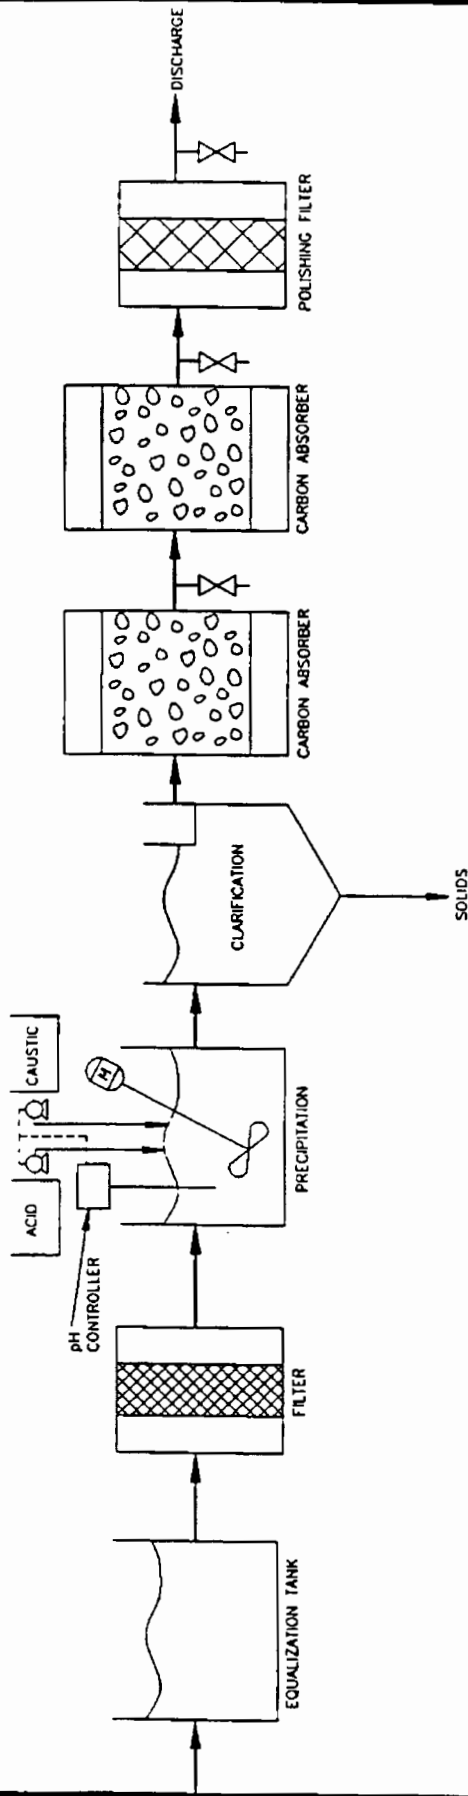 EQUALIZATION TANK
FILTER
pH
CONTROLLER
ACID
CAUSTIC
M
PRECIPITATION
CLARIFICATION
SOLIDS
CARBON ABSORBER
CARBON ABSORBER
POLISHING FILTER
DISCHARGE